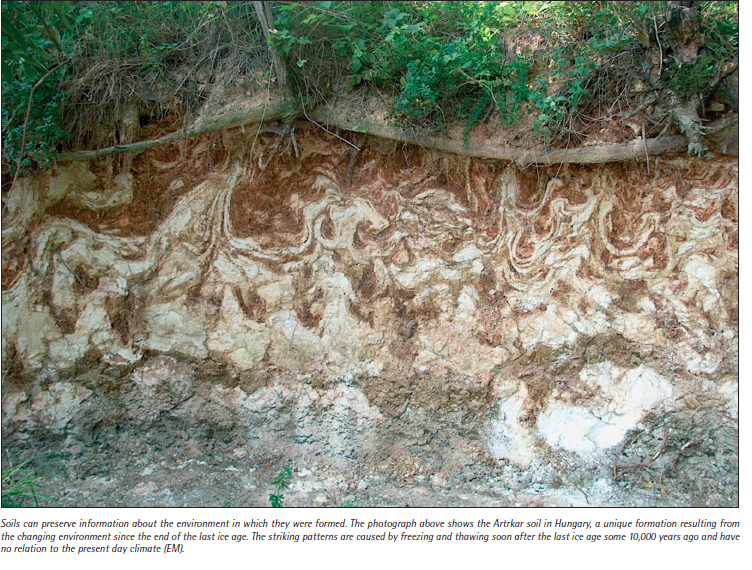 Soils can preserve information about the environment in which they were formed. The photograph above shows the Artrkar soil in Hungary, a unique formation resulting from
the changing environment since the end of the last ice age. The striking patterns are caused by freezing and thawing soon after the last ice age some 10,000 years ago and have
no relation to the present day climate (EM).